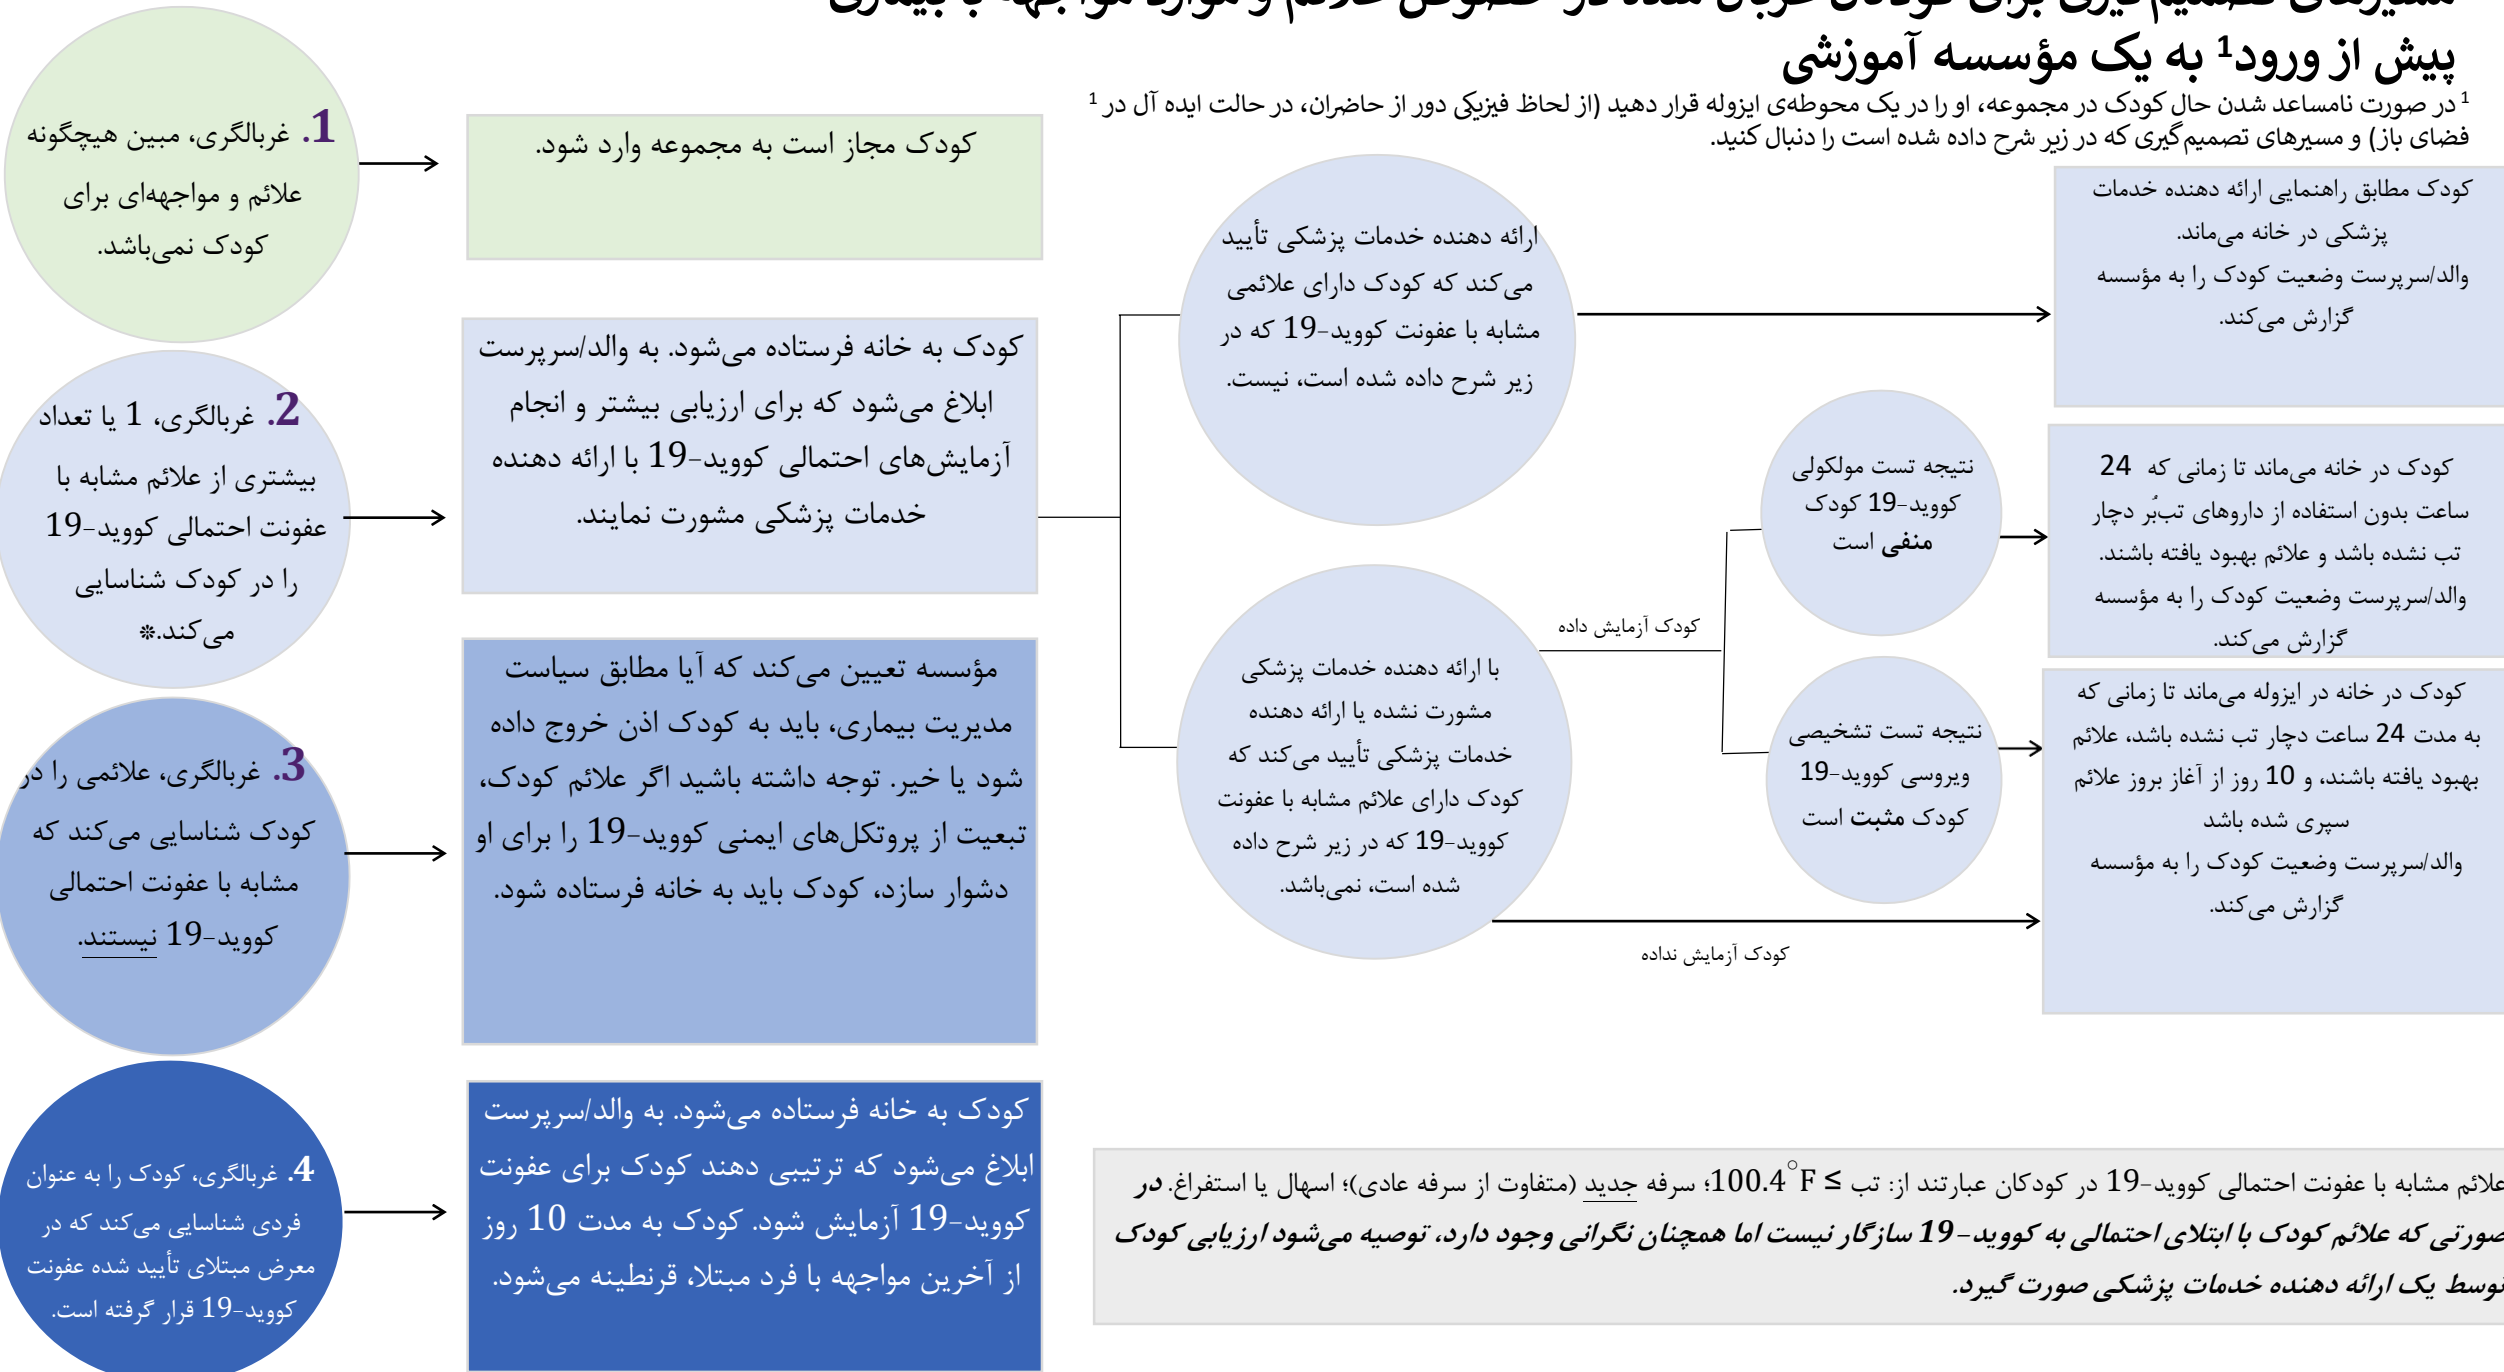 مسیرهای تصمیم‌گیری برای کودکان غربال شده در خصوص علائم و موارد مواجهه با بیماری
پیش از ورود¹ به یک مؤسسه آموزشی
¹ در صورت نامساعد شدن حال کودک در مجموعه، او را در یک محوطه‌ی ایزوله قرار دهید (از لحاظ فیزیکی دور از حاضران، در حالت ایده آل در ¹
فضای باز) و مسیرهای تصمیم‌گیری که در زیر شرح داده شده است را دنبال کنید.
1. غربالگری، مبین هیچگونه
علائم و مواجهه‌ای برای
کودک نمی‌باشد.
کودک مجاز است به مجموعه وارد شود.
2. غربالگری، 1 یا تعداد
بیشتری از علائم مشابه با
عفونت احتمالی کووید-19
را در کودک شناسایی
می‌کند.*
کودک به خانه فرستاده می‌شود. به والد/سرپرست
ابلاغ می‌شود که برای ارزیابی بیشتر و انجام
آزمایش‌های احتمالی کووید-19 با ارائه دهنده
خدمات پزشکی مشورت نمایند.
ارائه دهنده خدمات پزشکی تأیید
می‌کند که کودک دارای علائمی
مشابه با عفونت کووید-19 که در
زیر شرح داده شده است، نیست.
کودک مطابق راهنمایی ارائه دهنده خدمات
پزشکی در خانه می‌ماند.
والد/سرپرست وضعیت کودک را به مؤسسه
گزارش می‌کند.
با ارائه دهنده خدمات پزشکی
مشورت نشده یا ارائه دهنده
خدمات پزشکی تأیید می‌کند که
کودک دارای علائم مشابه با عفونت
کووید-19 که در زیر شرح داده
شده است، نمی‌باشد.
کودک آزمایش داده
نتیجه تست مولکولی
کووید-19 کودک
منفی است
کودک در خانه می‌ماند تا زمانی که 24
ساعت بدون استفاده از داروهای تب‌بُر دچار
تب نشده باشد و علائم بهبود یافته باشند.
والد/سرپرست وضعیت کودک را به مؤسسه
گزارش می‌کند.
نتیجه تست تشخیصی
ویروسی کووید-19
کودک مثبت است
کودک در خانه در ایزوله می‌ماند تا زمانی که
به مدت 24 ساعت دچار تب نشده باشد، علائم
بهبود یافته باشند، و 10 روز از آغاز بروز علائم
سپری شده باشد
والد/سرپرست وضعیت کودک را به مؤسسه
گزارش می‌کند.
کودک آزمایش نداده
3. غربالگری، علائمی را در
کودک شناسایی می‌کند که
مشابه با عفونت احتمالی
کووید-19 نیستند.
مؤسسه تعیین می‌کند که آیا مطابق سیاست
مدیریت بیماری، باید به کودک اذن خروج داده
شود یا خیر. توجه داشته باشید اگر علائم کودک،
تبعیت از پروتکل‌های ایمنی کووید-19 را برای او
دشوار سازد، کودک باید به خانه فرستاده شود.
4. غربالگری، کودک را به عنوان
فردی شناسایی می‌کند که در
معرض مبتلای تأیید شده عفونت
کووید-19 قرار گرفته است.
کودک به خانه فرستاده می‌شود. به والد/سرپرست
ابلاغ می‌شود که ترتیبی دهند کودک برای عفونت
کووید-19 آزمایش شود. کودک به مدت 10 روز
از آخرین مواجهه با فرد مبتلا، قرنطینه می‌شود.
علائم مشابه با عفونت احتمالی کووید-19 در کودکان عبارتند از: تب ≥ 100.4°F؛ سرفه جدید (متفاوت از سرفه عادی)؛ اسهال یا استفراغ. در
صورتی که علائم کودک با ابتلای احتمالی به کووید-19 سازگار نیست اما همچنان نگرانی وجود دارد، توصیه می‌شود ارزیابی کودک
توسط یک ارائه دهنده خدمات پزشکی صورت گیرد.